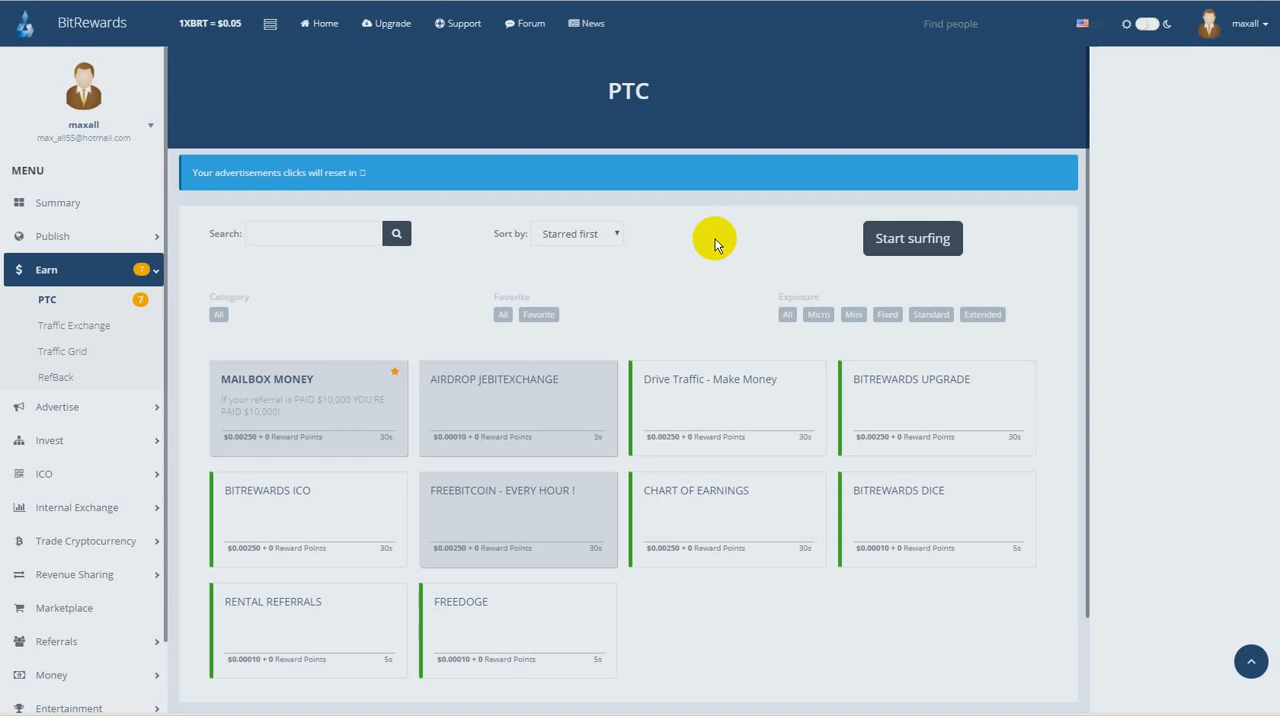 BitRewards
1XBRT = $0.05
Home
Upgrade
Support
Forum
News
Find people
maxall
maxall
max_all55@hotmail.com
MENU
Summary
Publish
Earn 7
PTC 7
Traffic Exchange
Traffic Grid
RefBack
Advertise
Invest
ICO
Internal Exchange
Trade Cryptocurrency
Revenue Sharing
Marketplace
Referrals
Money
Entertainment
PTC
Your advertisements clicks will reset in
Search:
Sort by: Starred first
Start surfing
Category
All
Favorite
All Favorite
Exposure
All Micro Mini Fixed Standard Extended
MAILBOX MONEY
If your referral is PAID $10,000 YOU'RE
PAID $10,000!
$0.00250 + 0 Reward Points 30s
AIRDROP JEBITEXCHANGE
$0.00010 + 0 Reward Points 3s
Drive Traffic - Make Money
$0.00250 + 0 Reward Points 30s
BITREWARDS UPGRADE
$0.00250 + 0 Reward Points 30s
BITREWARDS ICO
$0.00250 + 0 Reward Points 30s
FREEBITCOIN - EVERY HOUR !
$0.00250 + 0 Reward Points 30s
CHART OF EARNINGS
$0.00250 + 0 Reward Points 30s
BITREWARDS DICE
$0.00010 + 0 Reward Points 5s
RENTAL REFERRALS
$0.00010 + 0 Reward Points 5s
FREEDOGE
$0.00010 + 0 Reward Points 5s